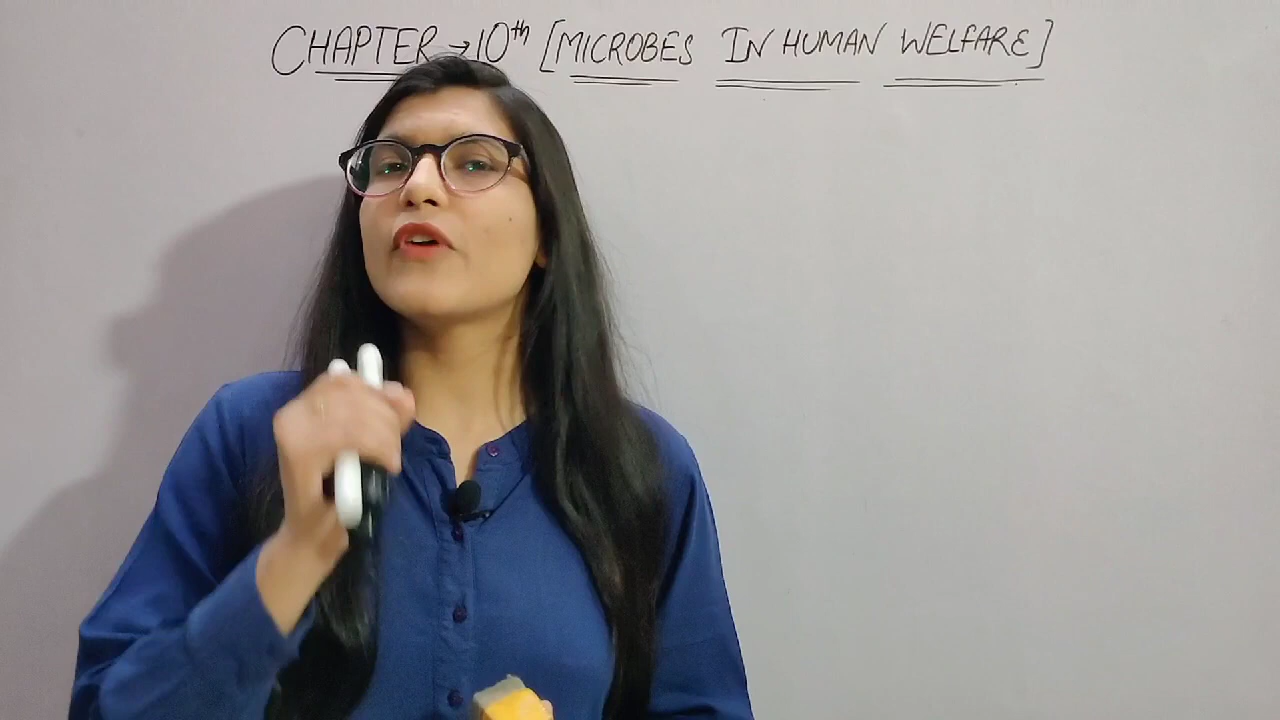 CHAPTER → 10th [MICROBES IN HUMAN WELFARE]